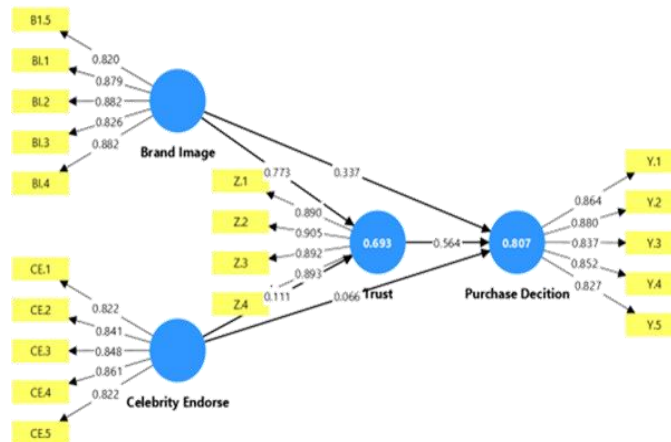 B1.5
BI.1
BI.2
BI.3
BI.4
0.820
0.879
0.882
0.826
0.882
Brand Image
0.773
0.337
Z.1
Z.2
Z.3
Z.4
0.890
0.905
0.892
0.893
0.693
Trust
0.564
0.111
0.066
0.807
Purchase Decition
Y.1
Y.2
Y.3
Y.4
Y.5
0.864
0.880
0.837
0.852
0.827
CE.1
CE.2
CE.3
CE.4
CE.5
0.822
0.841
0.848
0.861
0.822
Celebrity Endorse